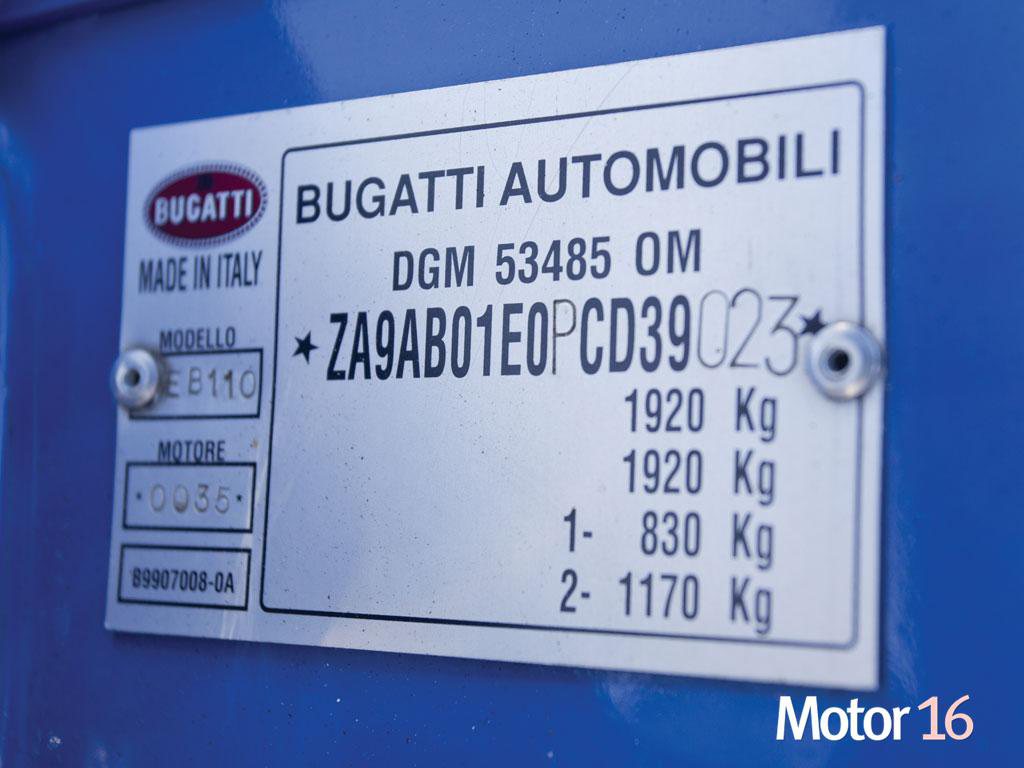 BUGATTI
MADE IN ITALY
MODELLO
EB110
MOTORE
*0035*
B9907008-0A
BUGATTI AUTOMOBILI
DGM 53485 OM
★ZA9AB01E0PCD39023★
1920 Kg
1920 Kg
1- 830 Kg
2- 1170 Kg
Motor 16